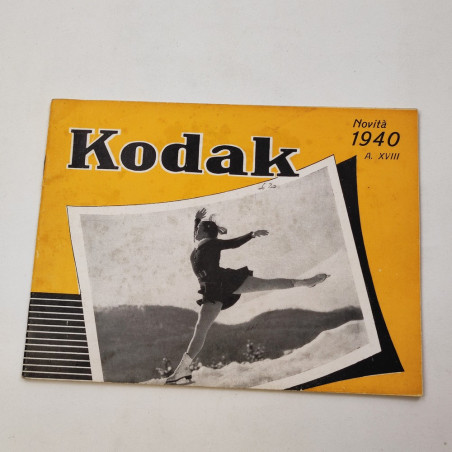 Kodak
Novità
1940
A. XVIII